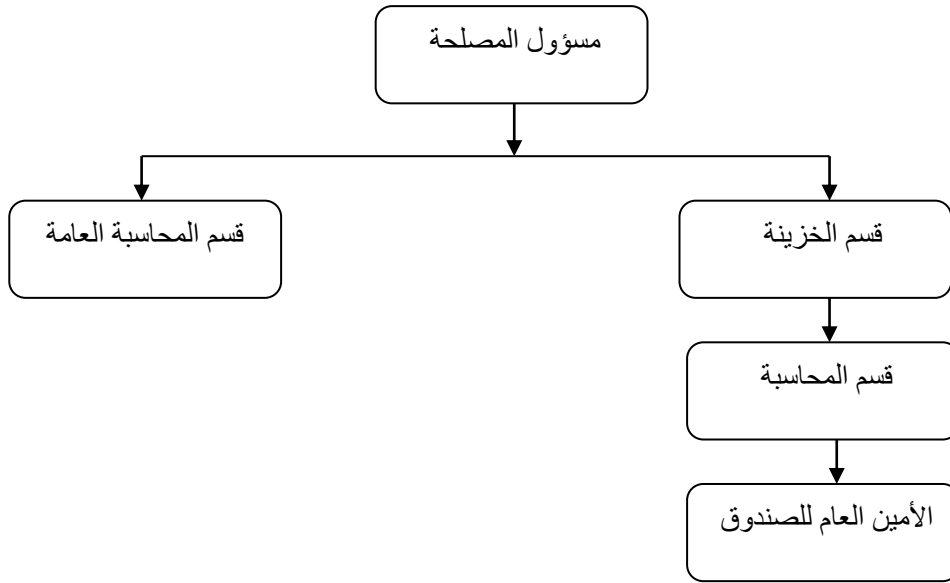 مسؤول المصلحة
قسم الخزينة
قسم المحاسبة العامة
قسم المحاسبة
الأمين العام للصندوق